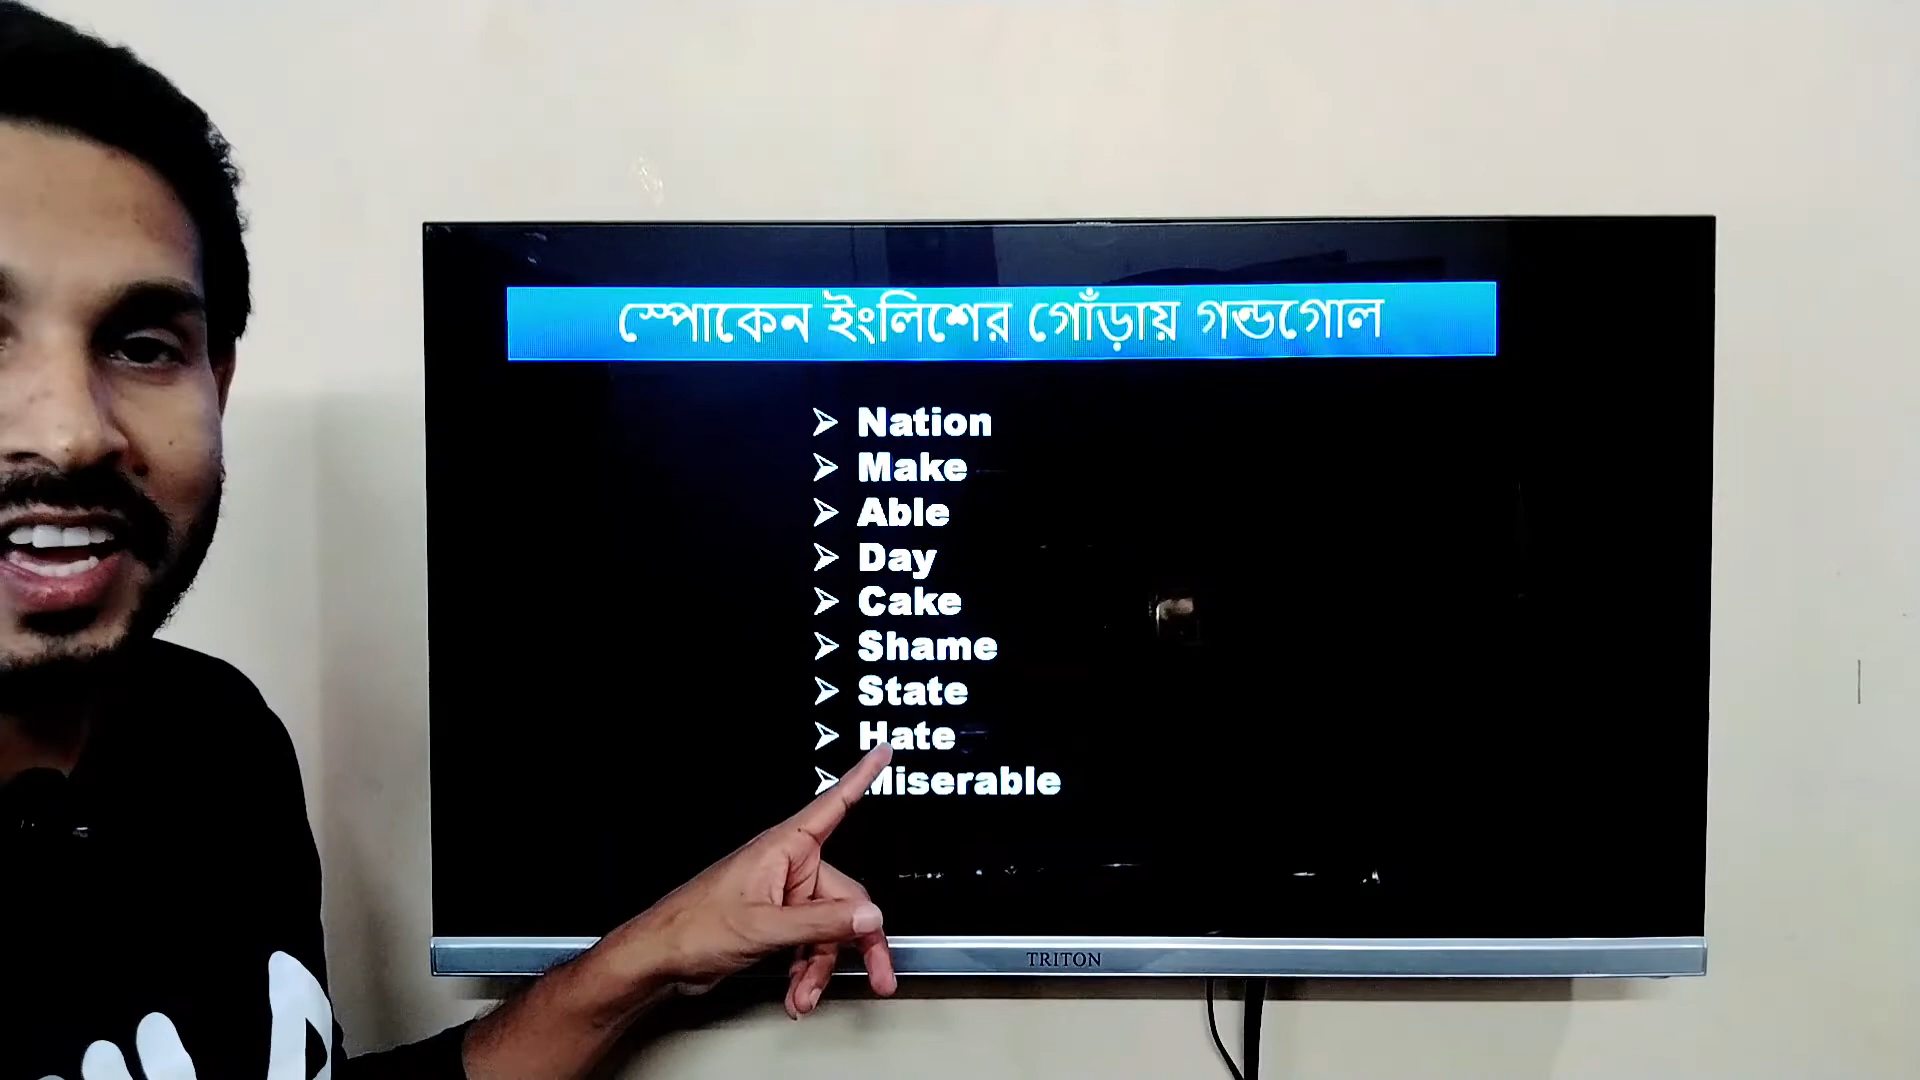 স্পোকেন ইংলিশের গোঁড়ায় গন্ডগোল
➢ Nation
➢ Make
➢ Able
➢ Day
➢ Cake
➢ Shame
➢ State
➢ Hate
➢ Miserable
TRITON